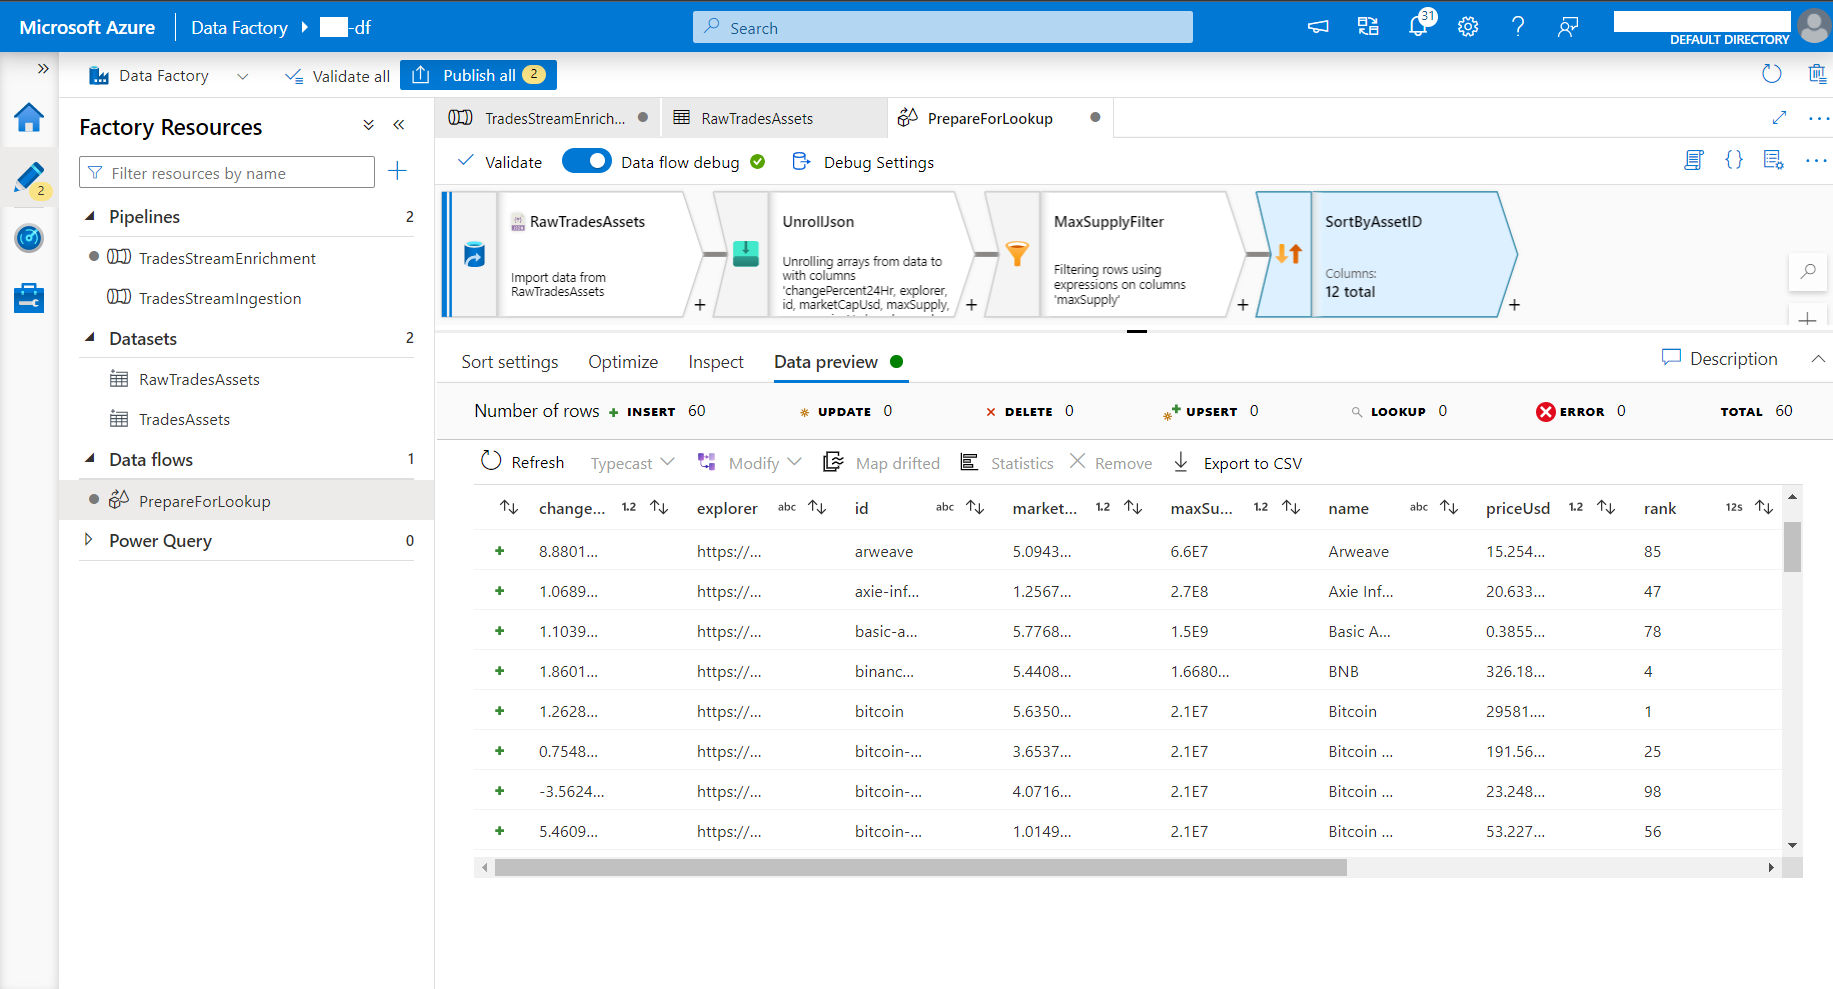 Microsoft Azure
Data Factory
-df
Search
31
DEFAULT DIRECTORY
Data Factory
Validate all
Publish all 2
2
Factory Resources
Filter resources by name
Pipelines 2
TradesStreamEnrichment
TradesStreamIngestion
Datasets 2
RawTradesAssets
TradesAssets
Data flows 1
PrepareForLookup
Power Query 0
TradesStreamEnrich...
RawTradesAssets
PrepareForLookup
Validate
Data flow debug
Debug Settings
RawTradesAssets
Import data from
RawTradesAssets
+
UnrollJson
Unrolling arrays from data to
with columns
'changePercent24Hr, explorer,
id, marketCapUsd, maxSupply,
+
MaxSupplyFilter
Filtering rows using
expressions on columns
'maxSupply'
+
SortByAssetID
Columns:
12 total
+
Sort settings
Optimize
Inspect
Data preview
Description
Number of rows INSERT 60 UPDATE 0 DELETE 0 UPSERT 0 LOOKUP 0 ERROR 0 TOTAL 60
Refresh Typecast Modify Map drifted Statistics Remove Export to CSV
change... 1.2 explorer abc id abc market... 1.2 maxSu... 1.2 name abc priceUsd 1.2 rank 12s
8.8801... https://... arweave 5.0943... 6.6E7 Arweave 15.254... 85
1.0689... https://... axie-inf... 1.2567... 2.7E8 Axie Inf... 20.633... 47
1.1039... https://... basic-a... 5.7768... 1.5E9 Basic A... 0.3855... 78
1.8601... https://... binanc... 5.4408... 1.6680... BNB 326.18... 4
1.2628... https://... bitcoin 5.6350... 2.1E7 Bitcoin 29581.... 1
0.7548... https://... bitcoin-... 3.6537... 2.1E7 Bitcoin ... 191.56... 25
-3.5624... https://... bitcoin-... 4.0716... 2.1E7 Bitcoin ... 23.248... 98
5.4609... https://... bitcoin-... 1.0149... 2.1E7 Bitcoin ... 53.227... 56